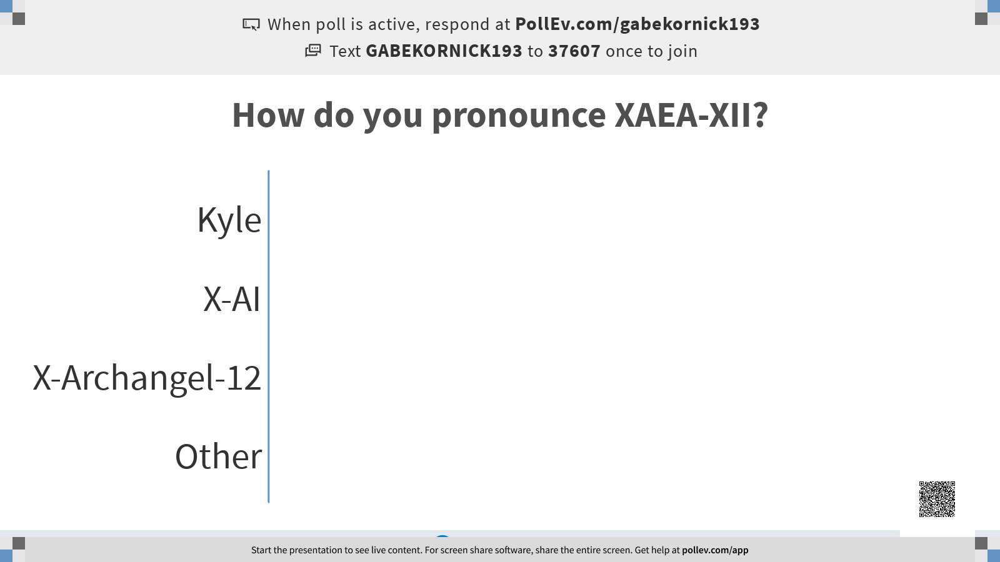 When poll is active, respond at PollEv.com/gabekornick193
Text GABEKORNICK193 to 37607 once to join
How do you pronounce XAEA-XII?
Kyle
X-AI
X-Archangel-12
Other
Start the presentation to see live content. For screen share software, share the entire screen. Get help at pollev.com/app